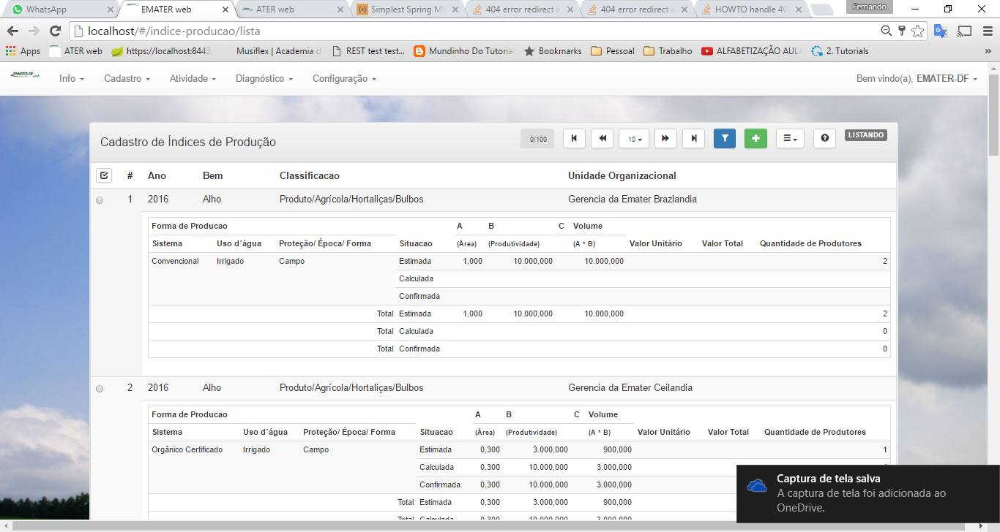 WhatsApp
EMATER web
ATER web
Simplest Spring MV
404 error redirect i
404 error redirect i
HOWTO handle 40
Fernando
localhost/#/indice-producao/lista
Apps
ATER web
https://localhost:8443
Musiflex | Academia d
REST test test...
Mundinho Do Tutoria
Bookmarks
Pessoal
Trabalho
ALFABETIZAÇÃO AUL
2. Tutorials
»
EMATER-DF
Info
Cadastro
Atividade
Diagnóstico
Configuração
Bem vindo(a), EMATER-DF
Cadastro de Índices de Produção
0/100
10
LISTANDO
# Ano Bem Classificacao Unidade Organizacional
1 2016 Alho Produto/Agrícola/Hortaliças/Bulbos Gerencia da Emater Brazlandia
Forma de Producao A B C Volume
Sistema Uso d´água Proteção/ Época/ Forma Situacao (Área) (Produtividade) (A * B) Valor Unitário Valor Total Quantidade de Produtores
Convencional Irrigado Campo Estimada 1,000 10.000,000 10.000,000 2
Calculada
Confirmada
Total Estimada 1,000 10.000,000 10.000,000 2
Total Calculada 0
Total Confirmada 0
2 2016 Alho Produto/Agrícola/Hortaliças/Bulbos Gerencia da Emater Ceilandia
Forma de Producao A B C Volume
Sistema Uso d´água Proteção/ Época/ Forma Situacao (Área) (Produtividade) (A * B) Valor Unitário Valor Total Quantidade de Produtores
Orgânico Certificado Irrigado Campo Estimada 0,300 3.000,000 900,000 1
Calculada 0,300 10.000,000 3.000,000
Confirmada 0,300 10.000,000 3.000,000
Total Estimada 0,300 3.000,000 900,000
Total Calculada 0,300 10.000,000 3.000,000
Captura de tela salva
A captura de tela foi adicionada ao
OneDrive.